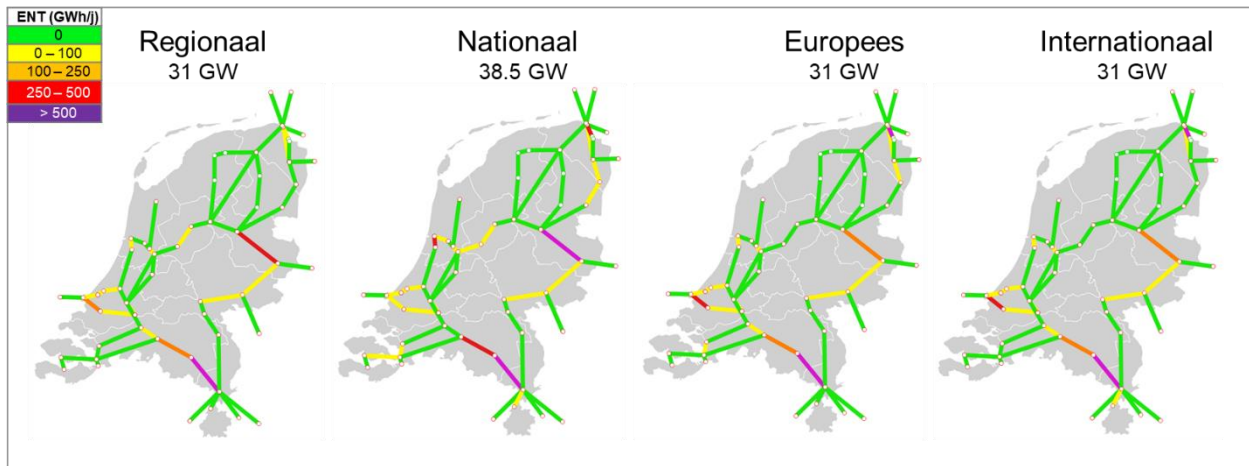 ENT (GWh/j)
0
0 – 100
100 – 250
250 – 500
> 500
Regionaal
31 GW
Nationaal
38.5 GW
Europees
31 GW
Internationaal
31 GW